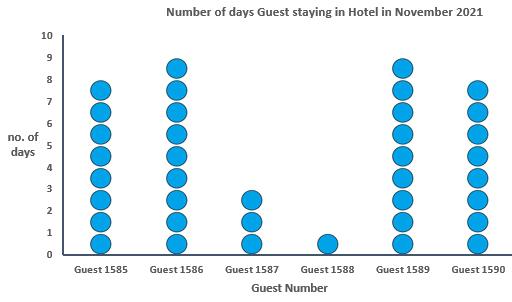 Number of days Guest staying in Hotel in November 2021
10
9
8
7
6
5
4
3
2
1
0
no. of
days
Guest 1585 Guest 1586 Guest 1587 Guest 1588 Guest 1589 Guest 1590
Guest Number